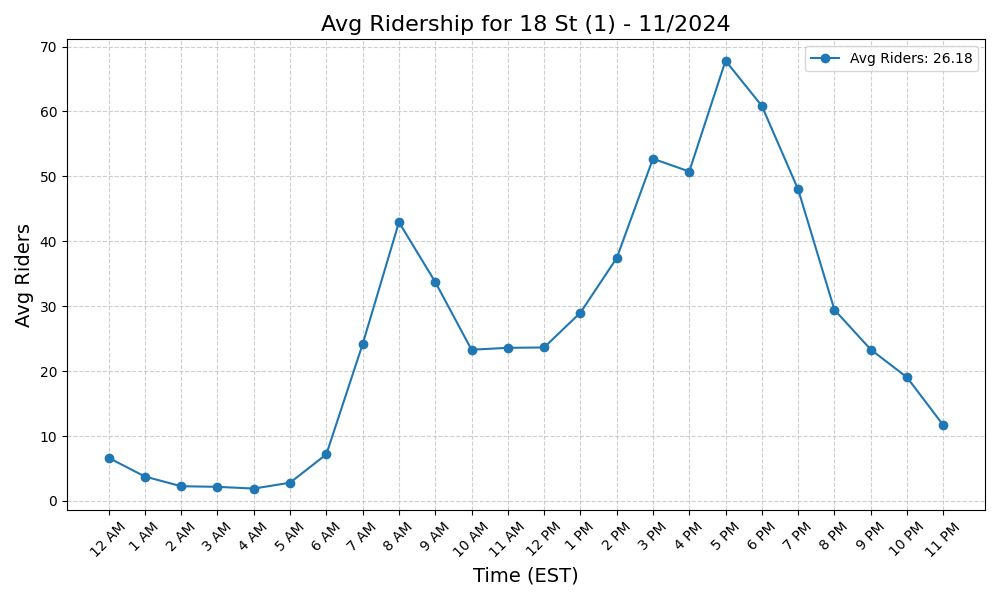 Avg Ridership for 18 St (1) - 11/2024
Avg Riders: 26.18
Avg Riders
70
60
50
40
30
20
10
0
12 AM
1 AM
2 AM
3 AM
4 AM
5 AM
6 AM
7 AM
8 AM
9 AM
10 AM
11 AM
12 PM
1 PM
2 PM
3 PM
4 PM
5 PM
6 PM
7 PM
8 PM
9 PM
10 PM
11 PM
Time (EST)